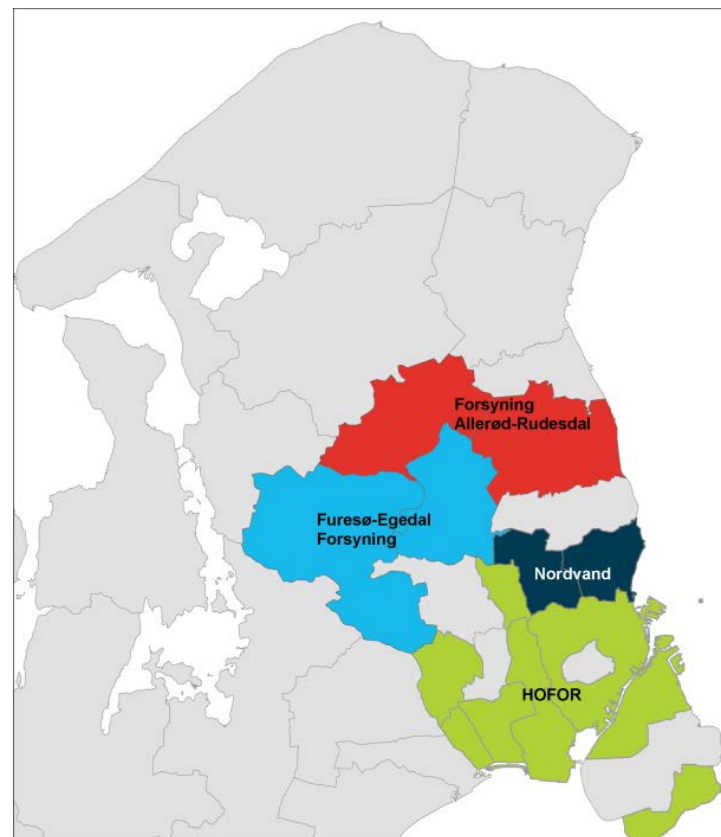 Forsyning
Allerød-Rudesdal
Furesø-Egedal
Forsyning
Nordvand
HOFOR